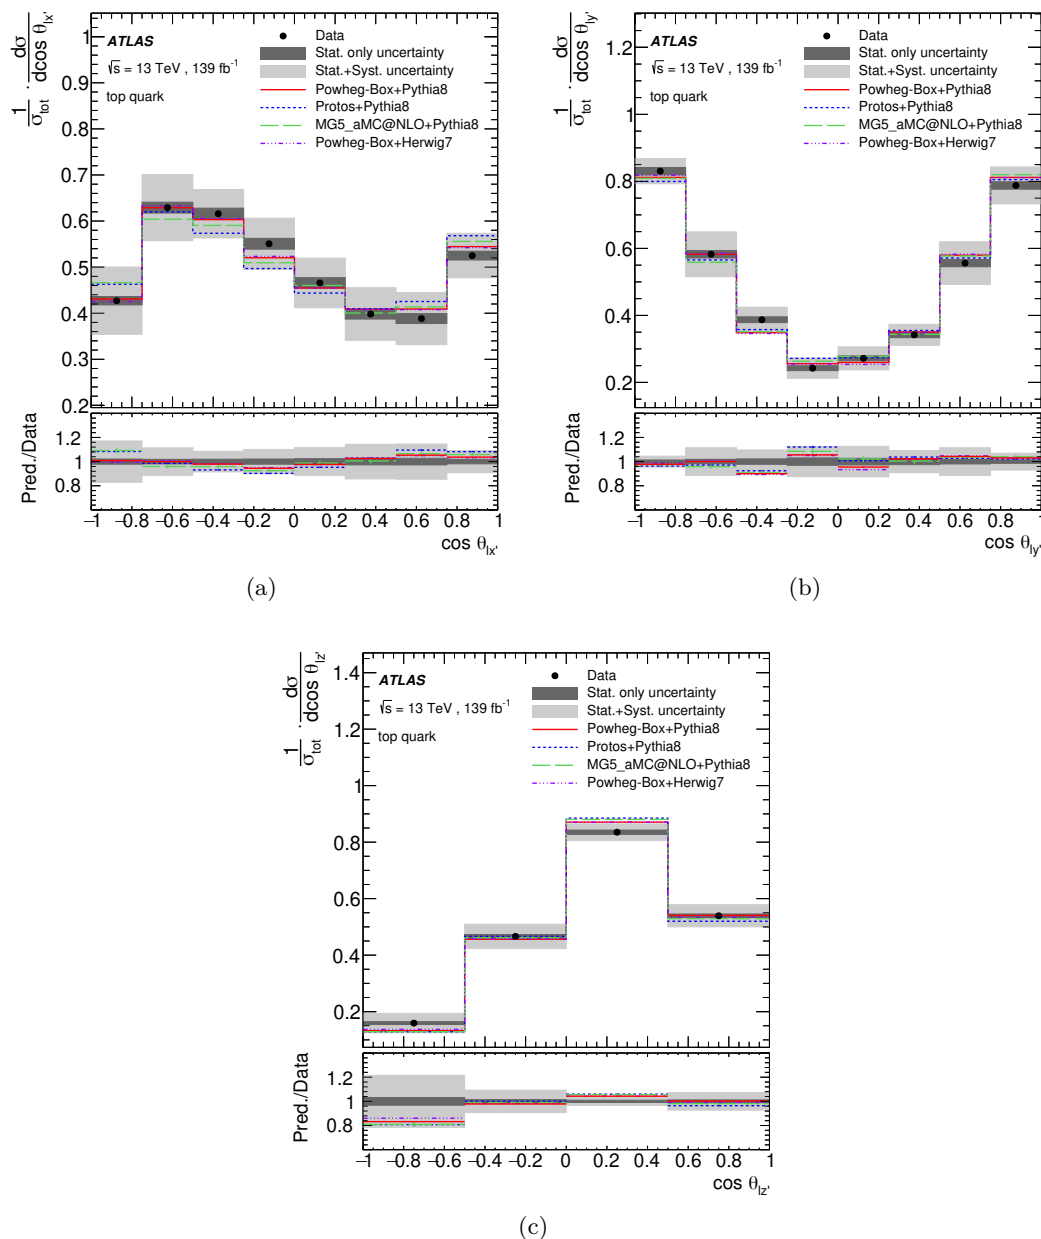 1/σtot · dσ/dcos θlx'
ATLAS
√s = 13 TeV , 139 fb-1
top quark
Data
Stat. only uncertainty
Stat.+Syst. uncertainty
Powheg-Box+Pythia8
Protos+Pythia8
MG5_aMC@NLO+Pythia8
Powheg-Box+Herwig7
1
0.9
0.8
0.7
0.6
0.5
0.4
0.3
0.2
Pred./Data
1.2
1
0.8
−1 −0.8 −0.6 −0.4 −0.2 0 0.2 0.4 0.6 0.8 1
cos θlx'
(a)
1/σtot · dσ/dcos θly'
ATLAS
√s = 13 TeV , 139 fb-1
top quark
Data
Stat. only uncertainty
Stat.+Syst. uncertainty
Powheg-Box+Pythia8
Protos+Pythia8
MG5_aMC@NLO+Pythia8
Powheg-Box+Herwig7
1.2
1
0.8
0.6
0.4
0.2
Pred./Data
1.2
1
0.8
−1 −0.8 −0.6 −0.4 −0.2 0 0.2 0.4 0.6 0.8 1
cos θly'
(b)
1/σtot · dσ/dcos θlz'
ATLAS
√s = 13 TeV , 139 fb-1
top quark
Data
Stat. only uncertainty
Stat.+Syst. uncertainty
Powheg-Box+Pythia8
Protos+Pythia8
MG5_aMC@NLO+Pythia8
Powheg-Box+Herwig7
1.4
1.2
1
0.8
0.6
0.4
0.2
Pred./Data
1.2
1
0.8
−1 −0.8 −0.6 −0.4 −0.2 0 0.2 0.4 0.6 0.8 1
cos θlz'
(c)